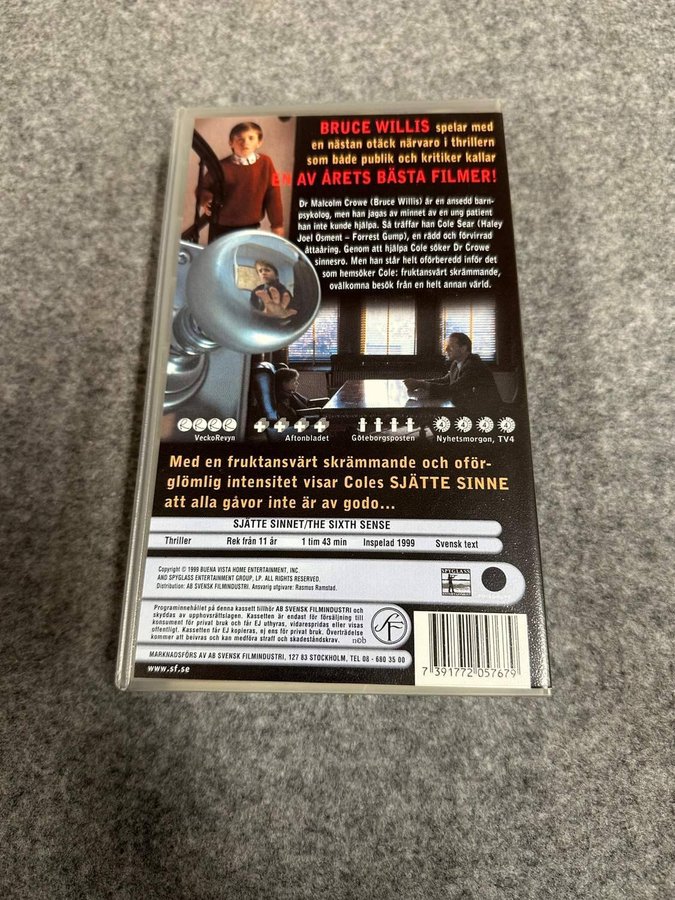 BRUCE WILLIS spelar med
en nästan otäck närvaro i thrillern
som både publik och kritiker kallar
EN AV ÅRETS BÄSTA FILMER!
Dr Malcolm Crowe (Bruce Willis) är en ansedd barn-
psykolog, men han jagas av minnet av en ung patient
han inte kunde hjälpa. Så träffar han Cole Sear (Haley
Joel Osment – Forrest Gump), en rädd och förvirrad
åttaåring. Genom att hjälpa Cole söker Dr Crowe
sinnesro. Men han står helt oförberedd inför det
som hemsöker Cole: fruktansvärt skrämmande,
ovälkomna besök från en helt annan värld.
VeckoRevyn
Aftonbladet
Göteborgsposten
Nyhetsmorgon, TV4
Med en fruktansvärt skrämmande och oför-
glömlig intensitet visar Coles SJÄTTE SINNE
att alla gåvor inte är av godo...
SJÄTTE SINNET/THE SIXTH SENSE
Thriller Rek från 11 år 1 tim 43 min Inspelad 1999 Svensk text
Copyright © 1999 BUENA VISTA HOME ENTERTAINMENT, INC.
AND SPYGLASS ENTERTAINMENT GROUP, LP. ALL RIGHTS RESERVED.
Distribution: AB SVENSK FILMINDUSTRI. Ansvarig utgivare: Rasmus Ramstad.
SPYGLASS
Programinnehållet på denna kassett tillhör AB SVENSK FILMINDUSTRI och
skyddas av upphovsrättslagen. Kassetten är endast för försäljning till
konsument för privat bruk och får EJ uthyras, vidarespridas eller visas
offentligt. Kassetten får EJ kopieras, ej ens för privat bruk. Överträdelse
kommer att beivras och kan medföra straff och skadeståndskrav.
ncb
SF
MARKNADSFÖRS AV AB SVENSK FILMINDUSTRI, 127 83 STOCKHOLM, TEL 08 - 680 35 00
www.sf.se
7 391772 057679